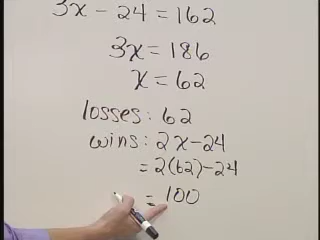 3x - 24 = 162
3x = 186
x = 62
losses: 62
wins: 2x - 24
= 2(62) - 24
= 100